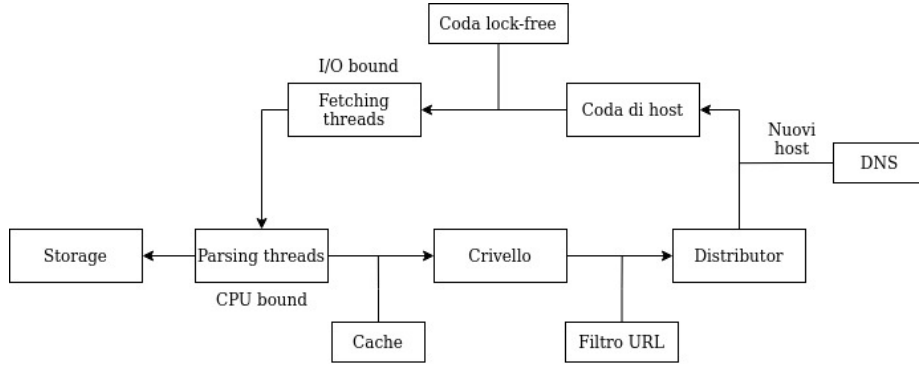 Coda lock-free
I/O bound
Fetching
threads
Coda di host
Nuovi
host
DNS
Storage
Parsing threads
Crivello
Distributor
CPU bound
Cache
Filtro URL